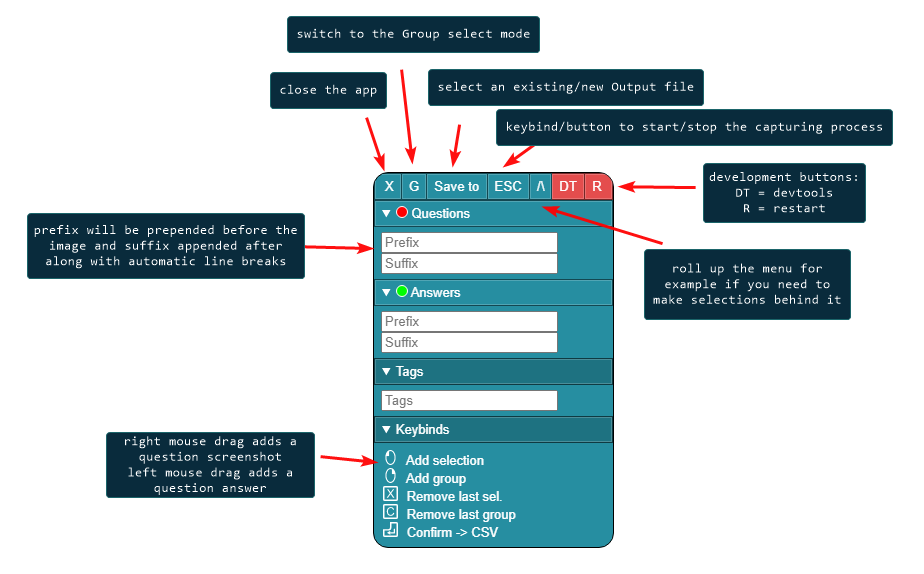 switch to the Group select mode
close the app
select an existing/new Output file
keybind/button to start/stop the capturing process
X G Save to ESC /\ DT R
development buttons:
DT = devtools
R = restart
Questions
prefix will be prepended before the
image and suffix appended after
along with automatic line breaks
Prefix
Suffix
roll up the menu for
example if you need to
make selections behind it
Answers
Prefix
Suffix
Tags
Tags
Keybinds
right mouse drag adds a
question screenshot
left mouse drag adds a
question answer
Add selection
Add group
X Remove last sel.
C Remove last group
Confirm -> CSV